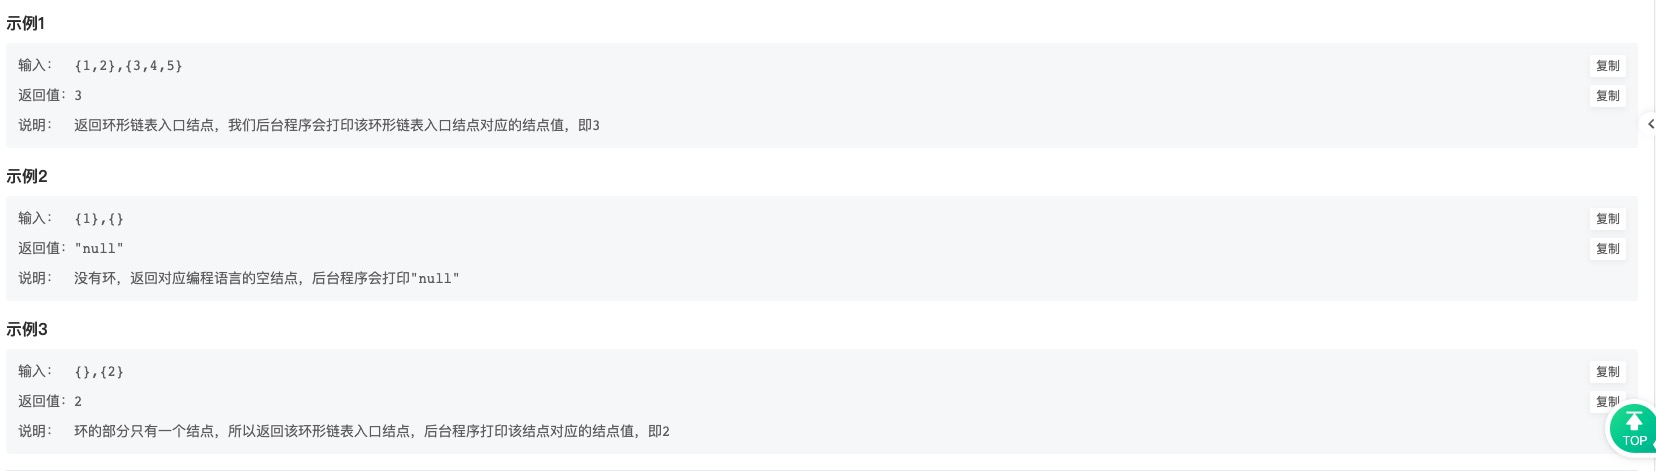 示例1
输入： {1,2},{3,4,5} 复制
返回值：3 复制
说明： 返回环形链表入口结点，我们后台程序会打印该环形链表入口结点对应的结点值，即3
示例2
输入： {1},{} 复制
返回值："null" 复制
说明： 没有环，返回对应编程语言的空结点，后台程序会打印"null"
示例3
输入： {},{2} 复制
返回值：2 复制
说明： 环的部分只有一个结点，所以返回该环形链表入口结点，后台程序打印该结点对应的结点值，即2
TOP